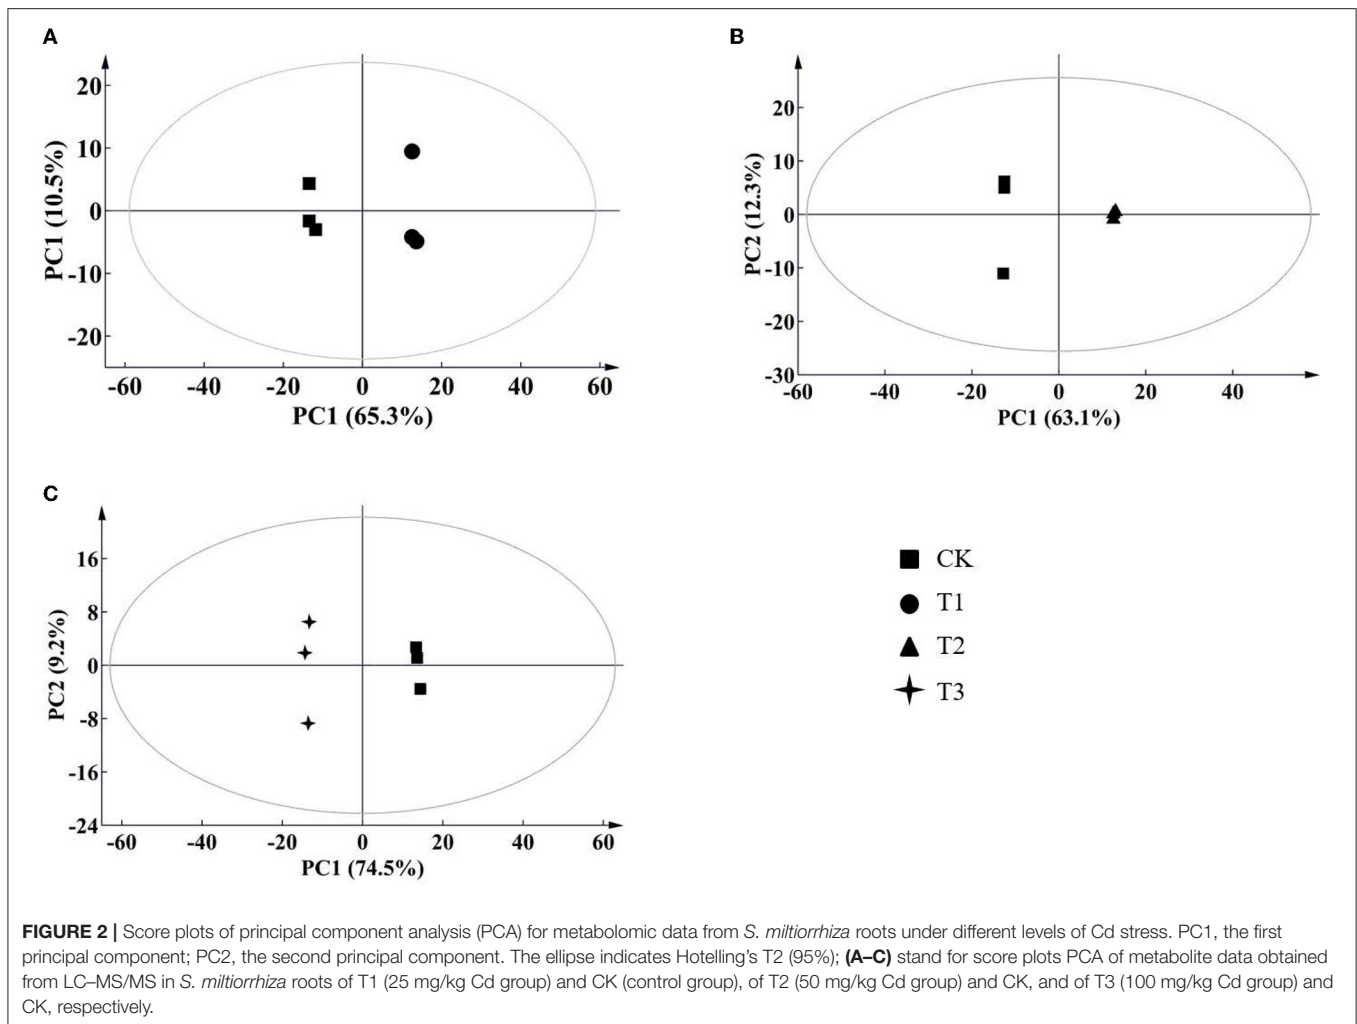 A
20
10
0
-10
-20
PC1 (10.5%)
-60 -40 -20 0 20 40 60
PC1 (65.3%)
B
20
10
0
-10
-20
-30
PC2 (12.3%)
-60 -40 -20 0 20 40
PC1 (63.1%)
C
16
8
0
-8
-16
-24
PC2 (9.2%)
-60 -40 -20 0 20 40 60
PC1 (74.5%)
CK
T1
T2
T3
FIGURE 2 | Score plots of principal component analysis (PCA) for metabolomic data from S. miltiorrhiza roots under different levels of Cd stress. PC1, the first
principal component; PC2, the second principal component. The ellipse indicates Hotelling's T2 (95%); (A–C) stand for score plots PCA of metabolite data obtained
from LC–MS/MS in S. miltiorrhiza roots of T1 (25 mg/kg Cd group) and CK (control group), of T2 (50 mg/kg Cd group) and CK, and of T3 (100 mg/kg Cd group) and
CK, respectively.